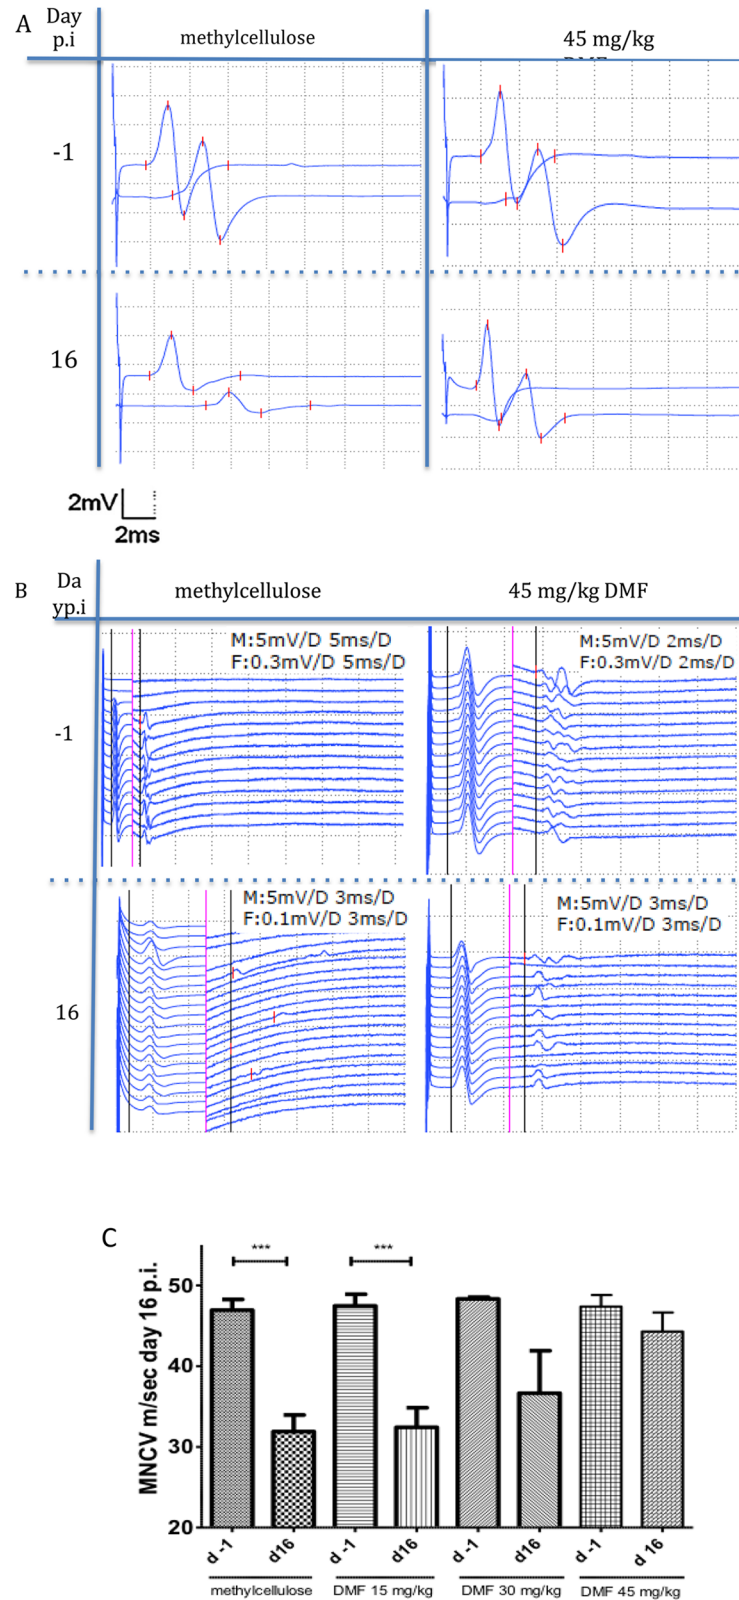 A
Day
p.i
methylcellulose
45 mg/kg
-1
16
2mV
2ms
B
Da
yp.i
methylcellulose
45 mg/kg DMF
M:5mV/D 5ms/D
F:0.3mV/D 5ms/D
M:5mV/D 2ms/D
F:0.3mV/D 2ms/D
-1
M:5mV/D 3ms/D
F:0.1mV/D 3ms/D
M:5mV/D 3ms/D
F:0.1mV/D 3ms/D
16
C
MNCV m/sec day 16 p.i.
50
40
30
20
***
***
d -1
d16
d -1
d16
d -1
d16
d -1
d 16
methylcellulose
DMF 15 mg/kg
DMF 30 mg/kg
DMF 45 mg/kg